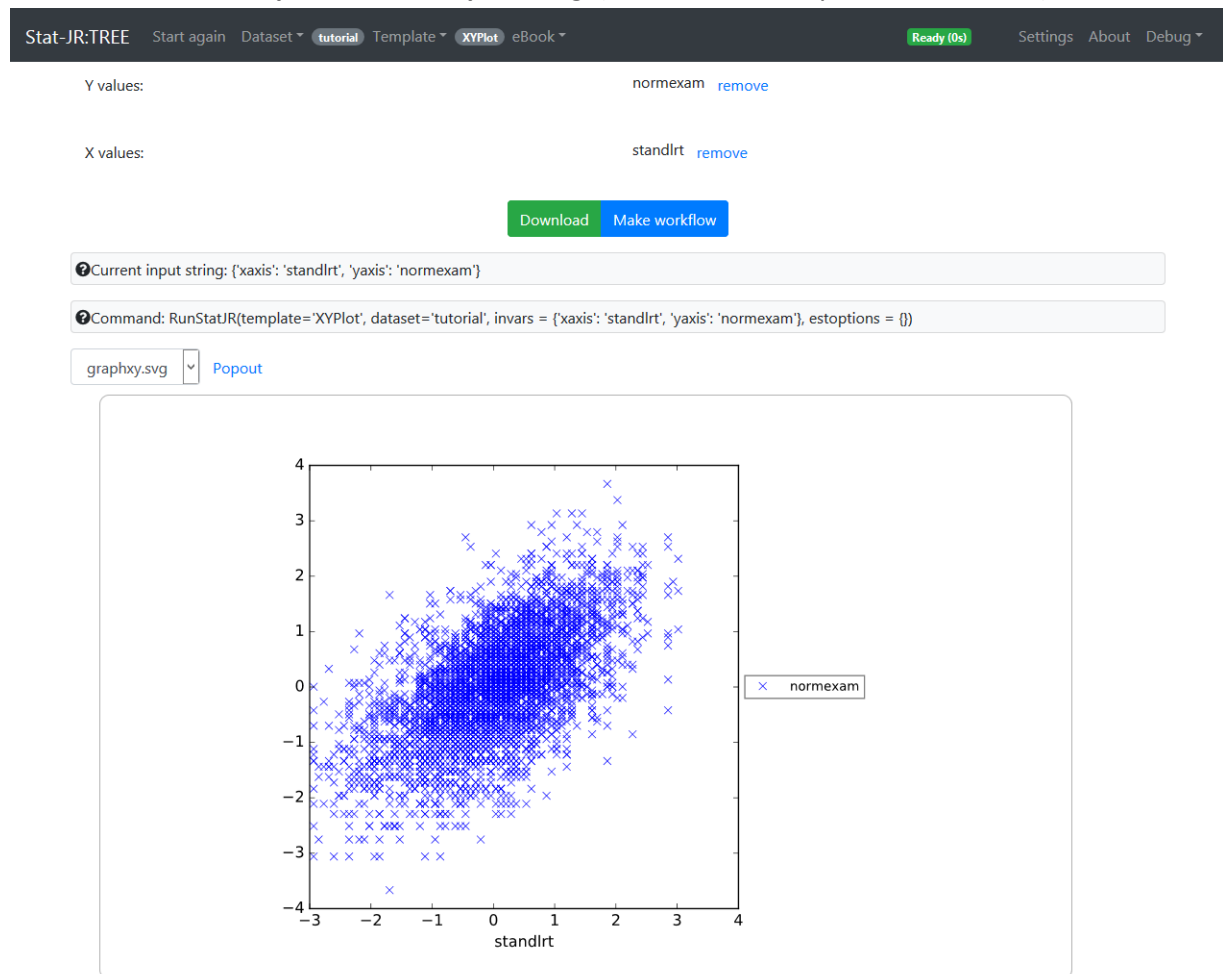 Stat-JR:TREE Start again Dataset tutorial Template XYPlot eBook Ready (0s) Settings About Debug
Y values: normexam remove
X values: standlrt remove
Download Make workflow
Current input string: {'xaxis': 'standlrt', 'yaxis': 'normexam'}
Command: RunStatJR(template='XYPlot', dataset='tutorial', invars = {'xaxis': 'standlrt', 'yaxis': 'normexam'}, estoptions = {})
graphxy.svg Popout
4
3
2
1
0
−1
−2
−3
−4
normexam
−3 −2 −1 0 1 2 3 4
standlrt